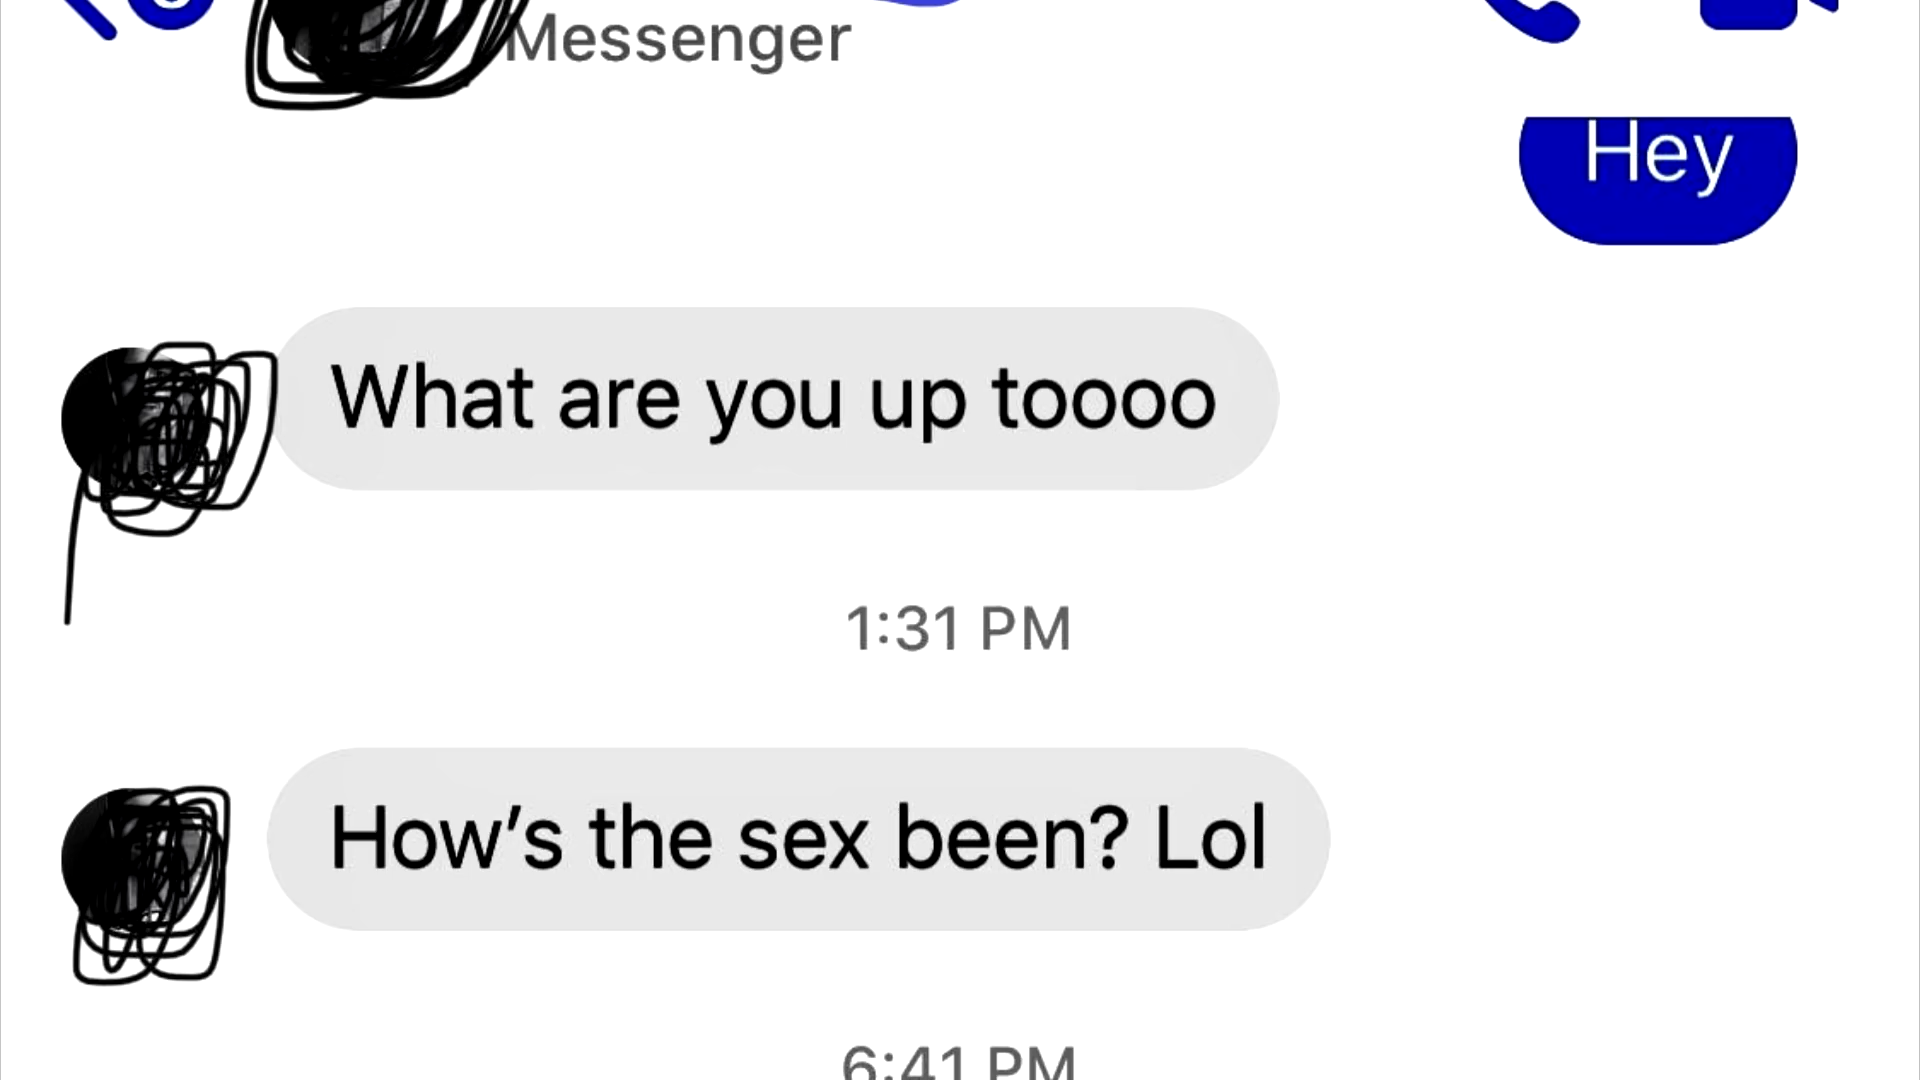 Messenger
Hey
What are you up toooo
1:31 PM
How’s the sex been? Lol
6:41 PM